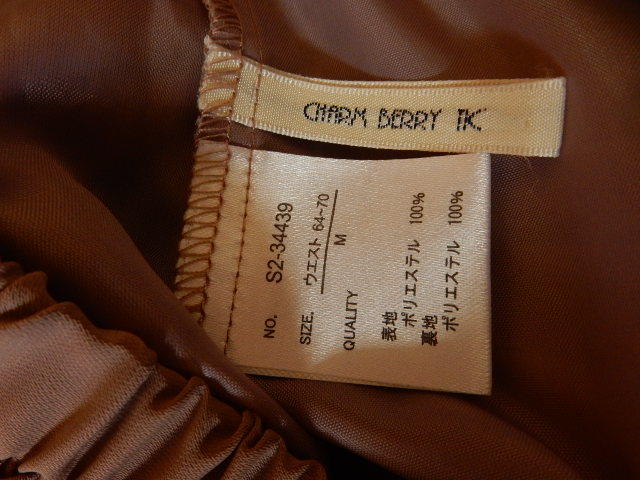 CHARM BERRY TK
NO. S2-34439
SIZE. ウエスト 64~70
M
QUALITY
表地
ポリエステル 100%
裏地
ポリエステル 100%